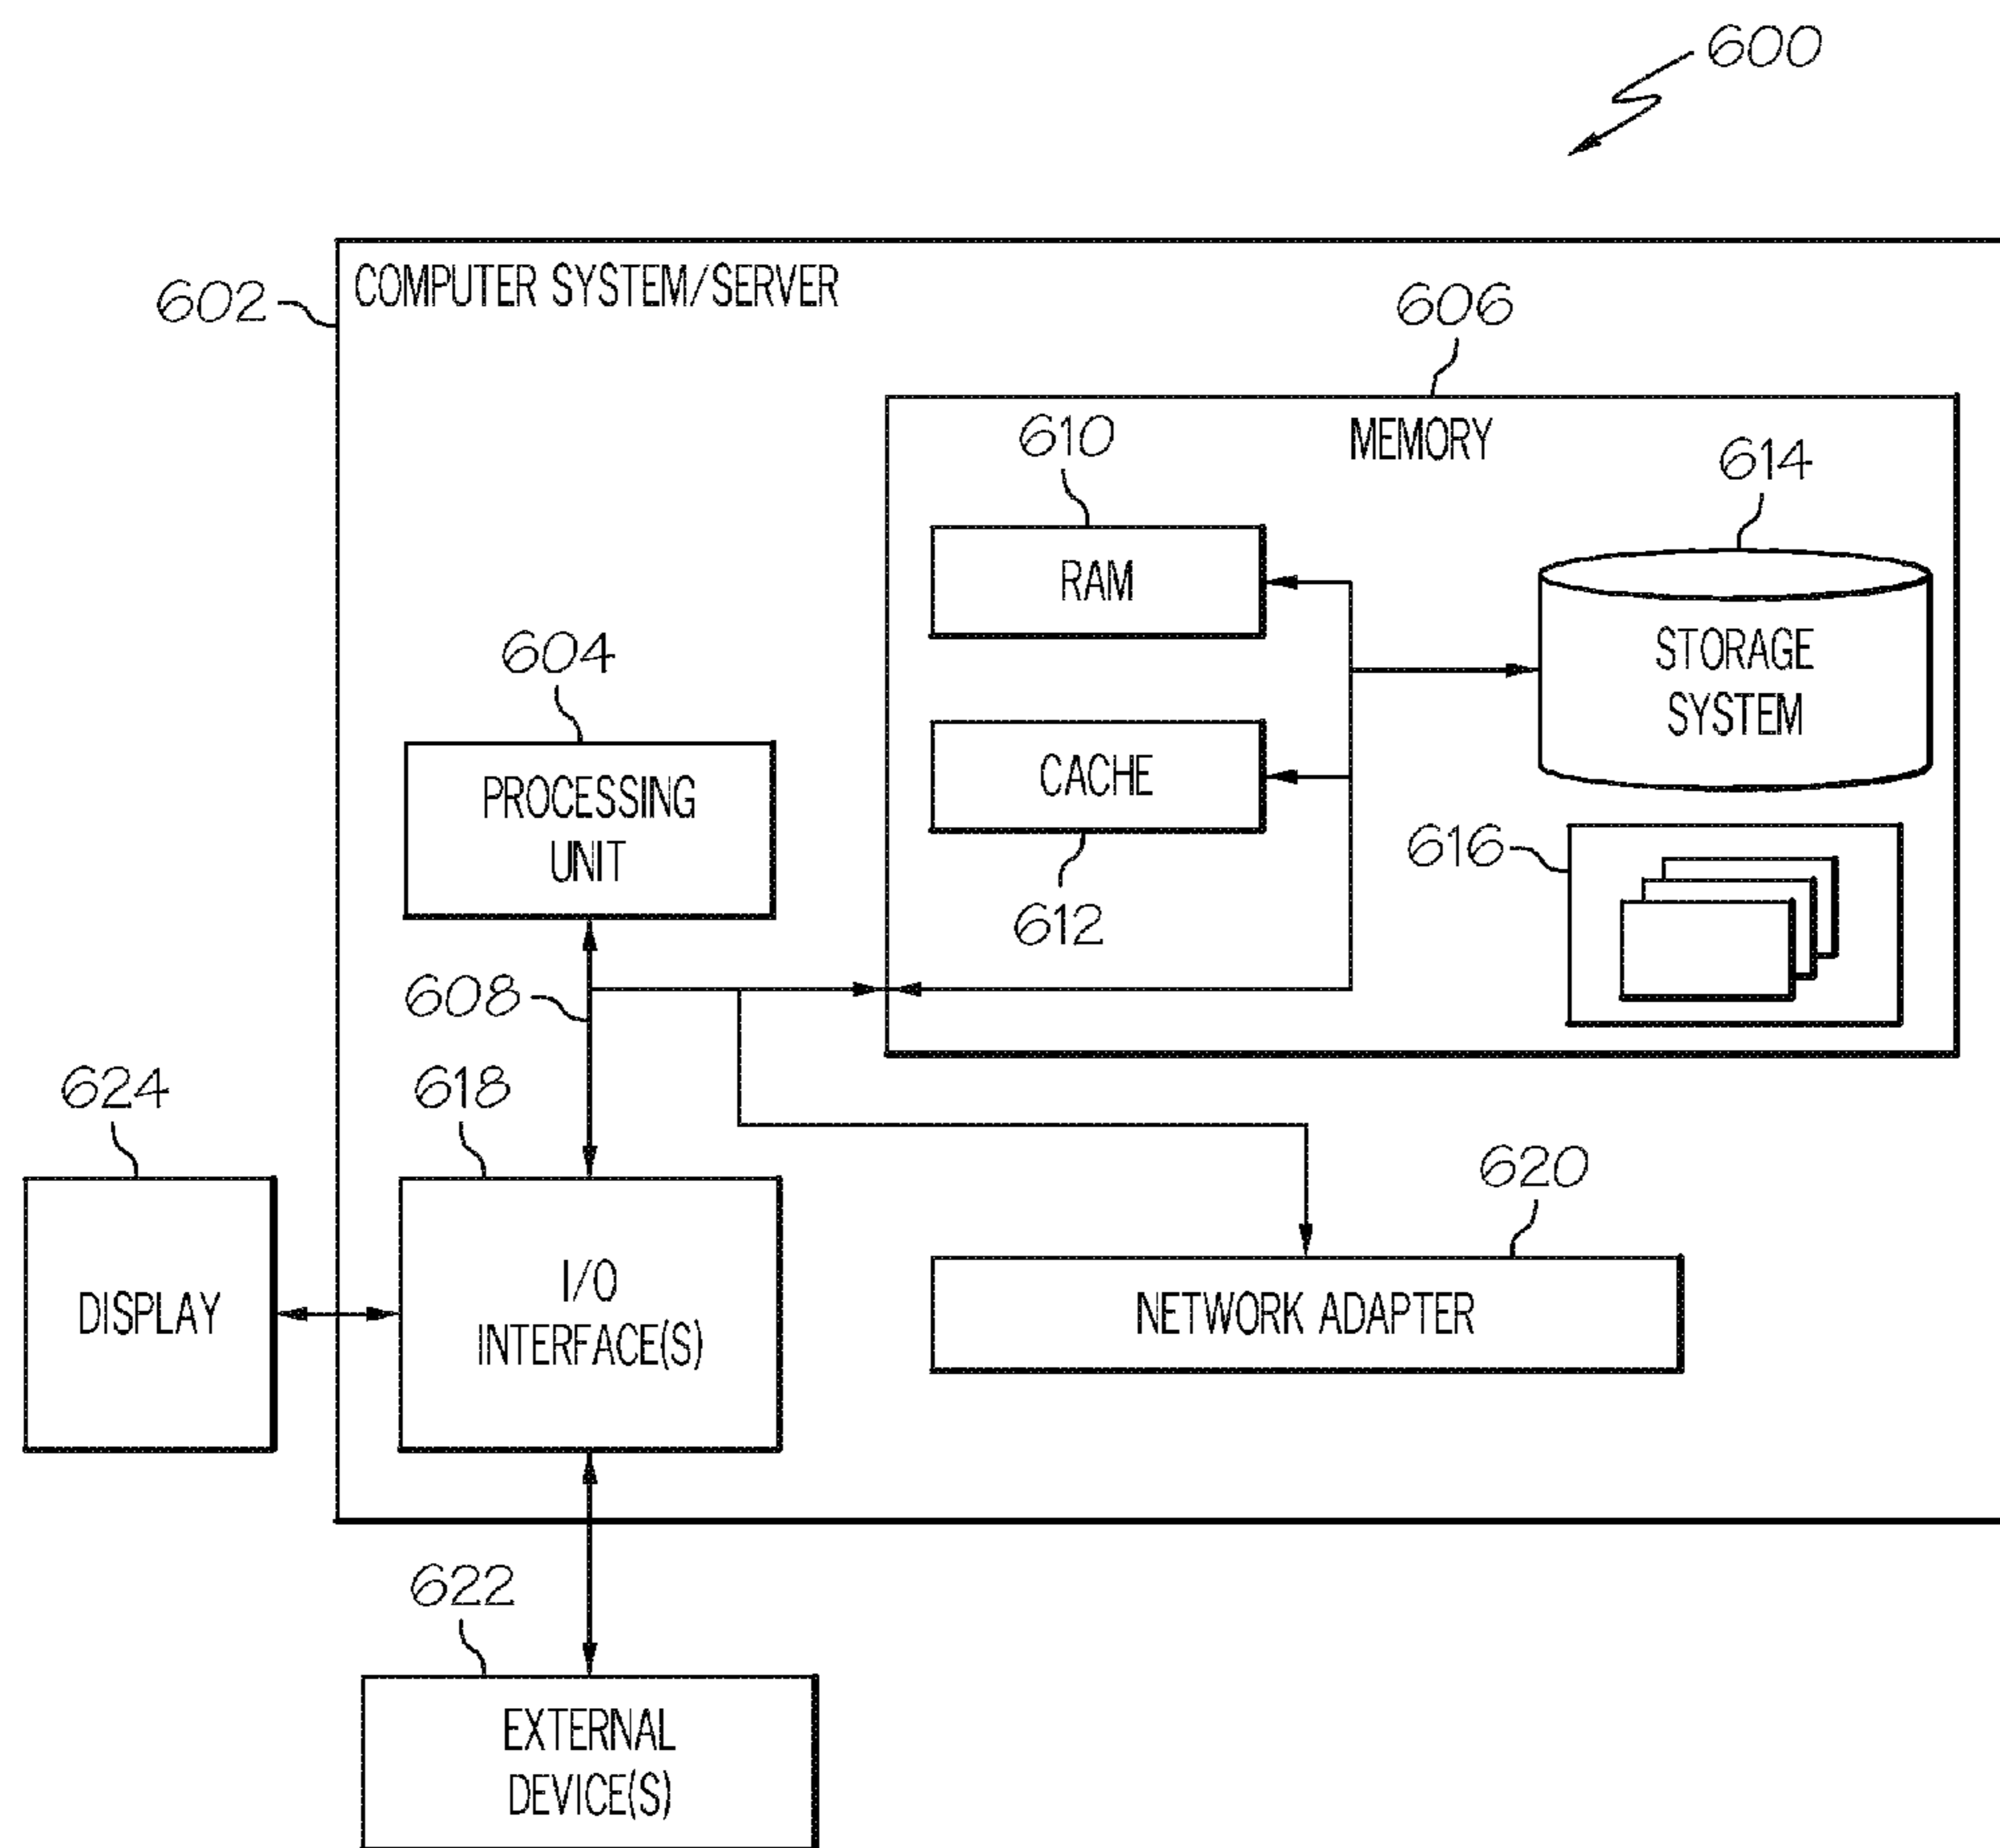 600
602
COMPUTER SYSTEM/SERVER
606
MEMORY
610
RAM
614
STORAGE
SYSTEM
604
PROCESSING
UNIT
CACHE
612
616
608
624
DISPLAY
618
I/O
INTERFACE(S)
620
NETWORK ADAPTER
622
EXTERNAL
DEVICE(S)